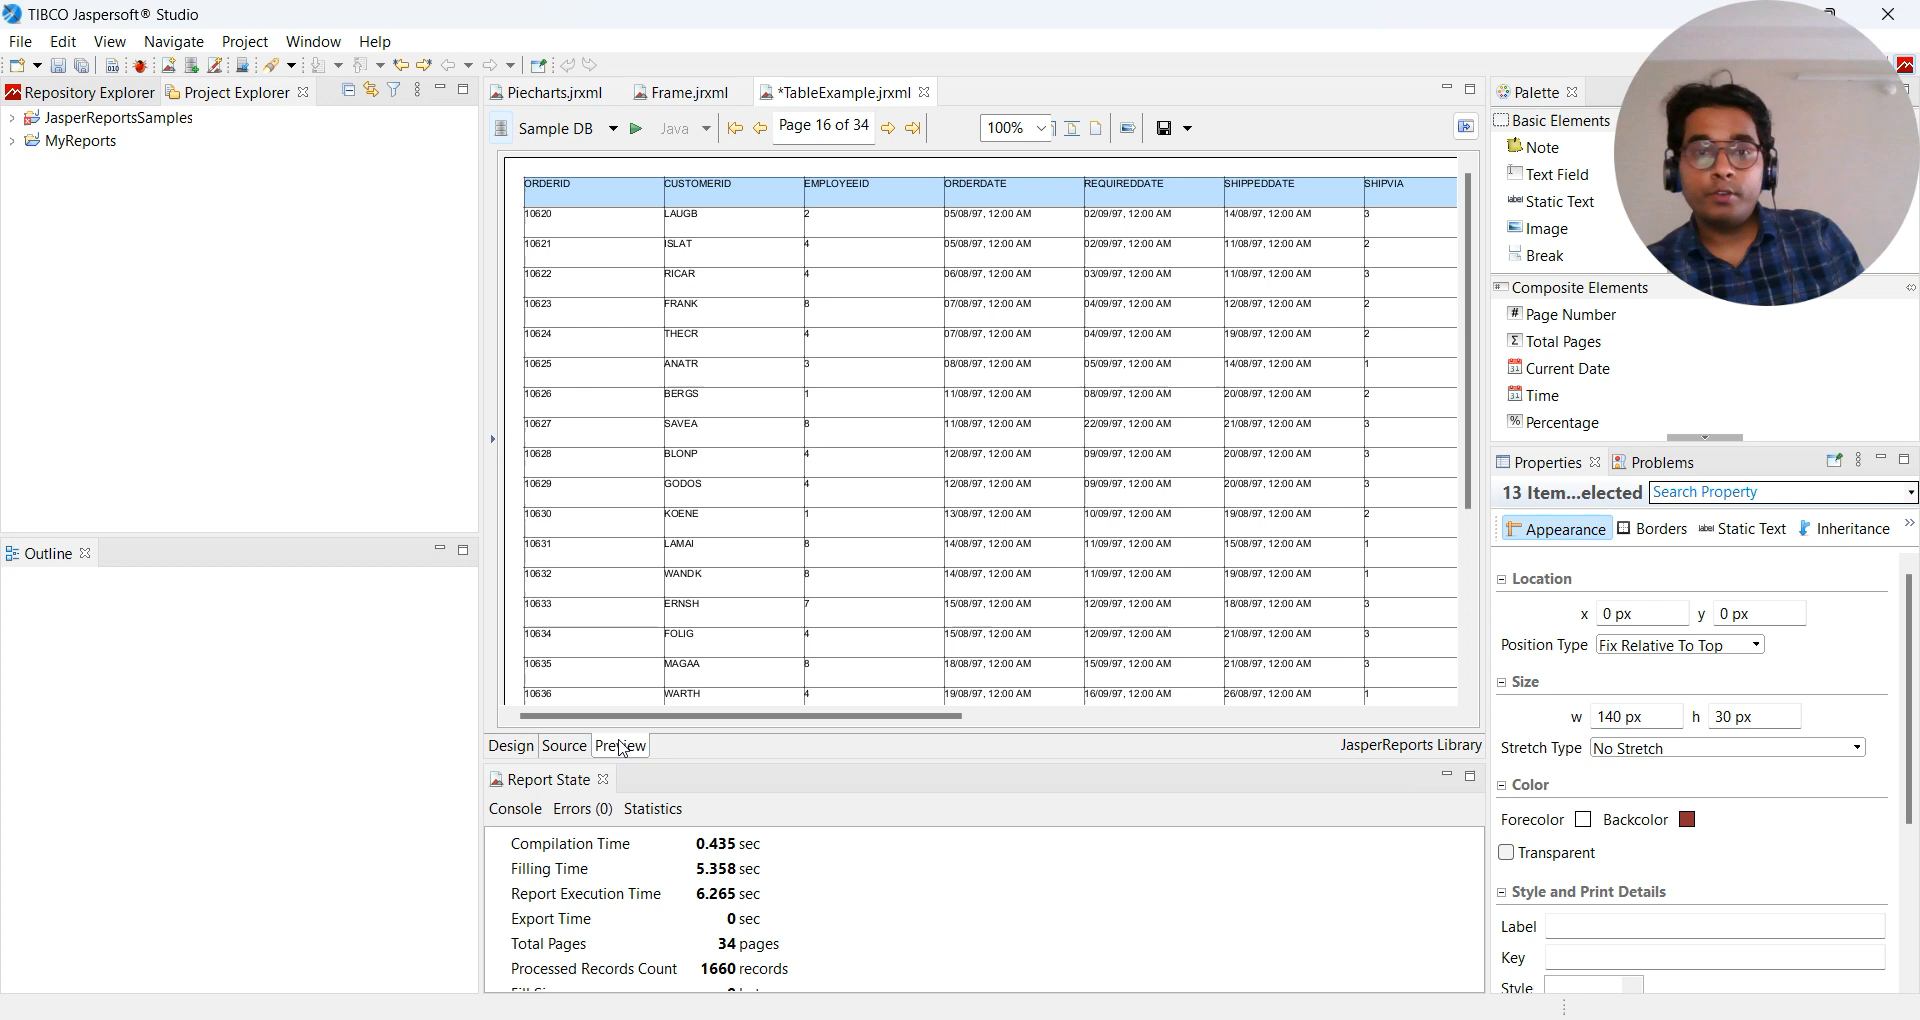 TIBCO Jaspersoft® Studio
File Edit View Navigate Project Window Help
Repository Explorer Project Explorer
JasperReportsSamples
MyReports
Outline
Piecharts.jrxml Frame.jrxml *TableExample.jrxml
Sample DB Java Page 16 of 34 100%
ORDERID CUSTOMERID EMPLOYEEID ORDERDATE REQUIREDDATE SHIPPEDDATE SHIPVIA
10620 LAUGB 2 05/08/97, 12:00 AM 02/09/97, 12:00 AM 14/08/97, 12:00 AM 3
10621 ISLAT 4 05/08/97, 12:00 AM 02/09/97, 12:00 AM 11/08/97, 12:00 AM 2
10622 RICAR 4 06/08/97, 12:00 AM 03/09/97, 12:00 AM 11/08/97, 12:00 AM 3
10623 FRANK 8 07/08/97, 12:00 AM 04/09/97, 12:00 AM 12/08/97, 12:00 AM 2
10624 THECR 4 07/08/97, 12:00 AM 04/09/97, 12:00 AM 19/08/97, 12:00 AM 2
10625 ANATR 3 08/08/97, 12:00 AM 05/09/97, 12:00 AM 14/08/97, 12:00 AM 1
10626 BERGS 1 11/08/97, 12:00 AM 08/09/97, 12:00 AM 20/08/97, 12:00 AM 2
10627 SAVEA 8 11/08/97, 12:00 AM 22/09/97, 12:00 AM 21/08/97, 12:00 AM 3
10628 BLONP 4 12/08/97, 12:00 AM 09/09/97, 12:00 AM 20/08/97, 12:00 AM 3
10629 GODOS 4 12/08/97, 12:00 AM 09/09/97, 12:00 AM 20/08/97, 12:00 AM 3
10630 KOENE 1 13/08/97, 12:00 AM 10/09/97, 12:00 AM 19/08/97, 12:00 AM 2
10631 LAMAI 8 14/08/97, 12:00 AM 11/09/97, 12:00 AM 15/08/97, 12:00 AM 1
10632 WANDK 8 14/08/97, 12:00 AM 11/09/97, 12:00 AM 19/08/97, 12:00 AM 1
10633 ERNSH 7 15/08/97, 12:00 AM 12/09/97, 12:00 AM 18/08/97, 12:00 AM 3
10634 FOLIG 4 15/08/97, 12:00 AM 12/09/97, 12:00 AM 21/08/97, 12:00 AM 3
10635 MAGAA 8 18/08/97, 12:00 AM 15/09/97, 12:00 AM 21/08/97, 12:00 AM 3
10636 WARTH 4 19/08/97, 12:00 AM 16/09/97, 12:00 AM 26/08/97, 12:00 AM 1
Design Source Preview JasperReports Library
Report State
Console Errors (0) Statistics
Compilation Time 0.435 sec
Filling Time 5.358 sec
Report Execution Time 6.265 sec
Export Time 0 sec
Total Pages 34 pages
Processed Records Count 1660 records
Palette
Basic Elements
Note
Text Field
label Static Text
Image
Break
Composite Elements
# Page Number
Σ Total Pages
Current Date
Time
% Percentage
Properties Problems
13 Item...elected Search Property
Appearance Borders label Static Text Inheritance
Location
x 0 px y 0 px
Position Type Fix Relative To Top
Size
w 140 px h 30 px
Stretch Type No Stretch
Color
Forecolor Backcolor
Transparent
Style and Print Details
Label
Key
Style